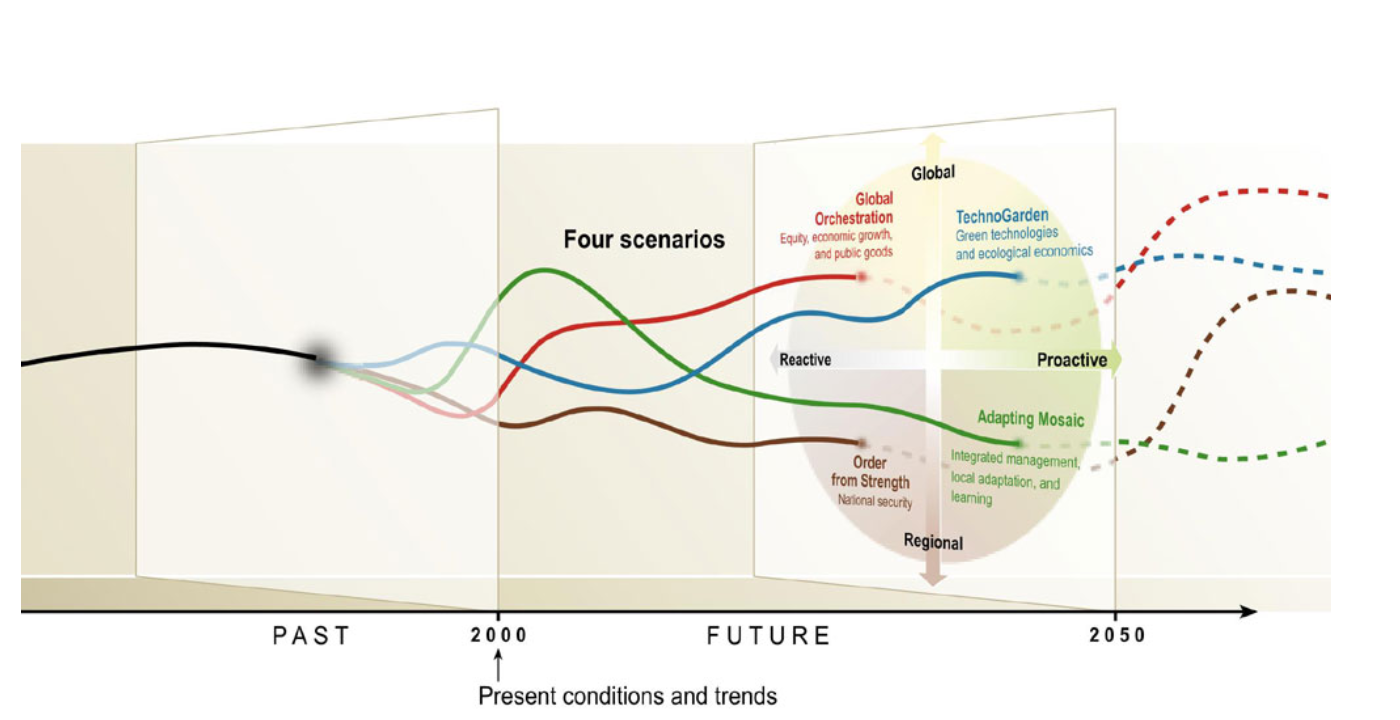 Global
Global
Orchestration
Equity, economic growth,
and public goods
TechnoGarden
Green technologies
and ecological economics
Four scenarios
Reactive
Proactive
Adapting Mosaic
Integrated management,
local adaptation, and
learning
Order
from Strength
National security
Regional
PAST
2000
FUTURE
2050
Present conditions and trends